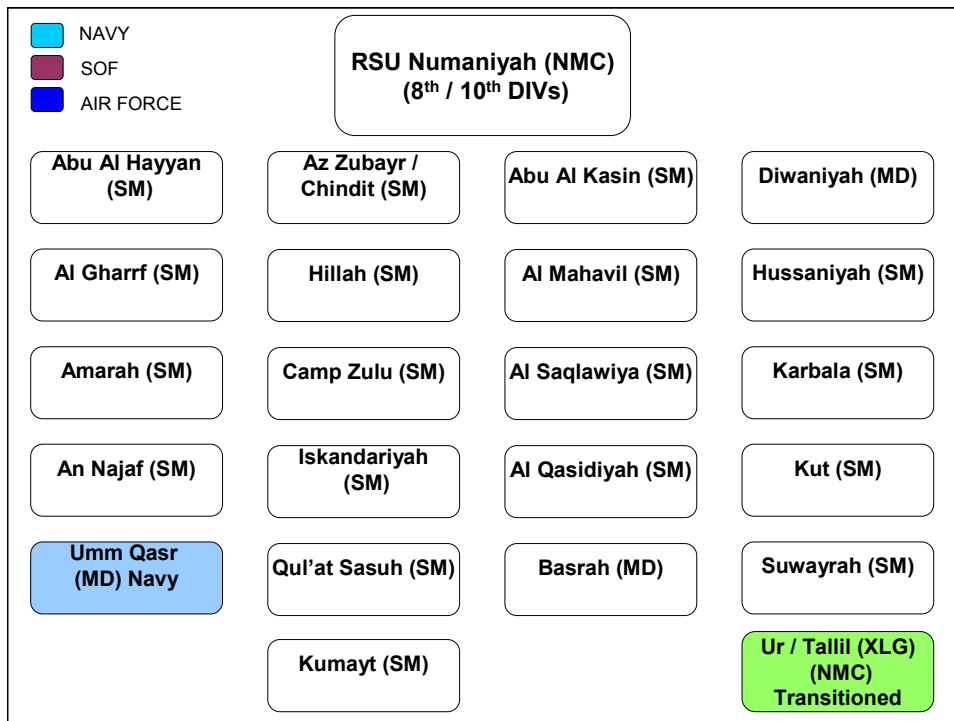 NAVY
SOF
AIR FORCE
RSU Numaniyah (NMC)
(8th / 10th DIVs)
Abu Al Hayyan
(SM)
Az Zubayr /
Chindit (SM)
Abu Al Kasin (SM)
Diwaniyah (MD)
Al Gharrf (SM)
Hillah (SM)
Al Mahavil (SM)
Hussaniyah (SM)
Amarah (SM)
Camp Zulu (SM)
Al Saqlawiya (SM)
Karbala (SM)
An Najaf (SM)
Iskandariyah
(SM)
Al Qasidiyah (SM)
Kut (SM)
Umm Qasr
(MD) Navy
Qul’at Sasuh (SM)
Basrah (MD)
Suwayrah (SM)
Kumayt (SM)
Ur / Tallil (XLG)
(NMC)
Transitioned